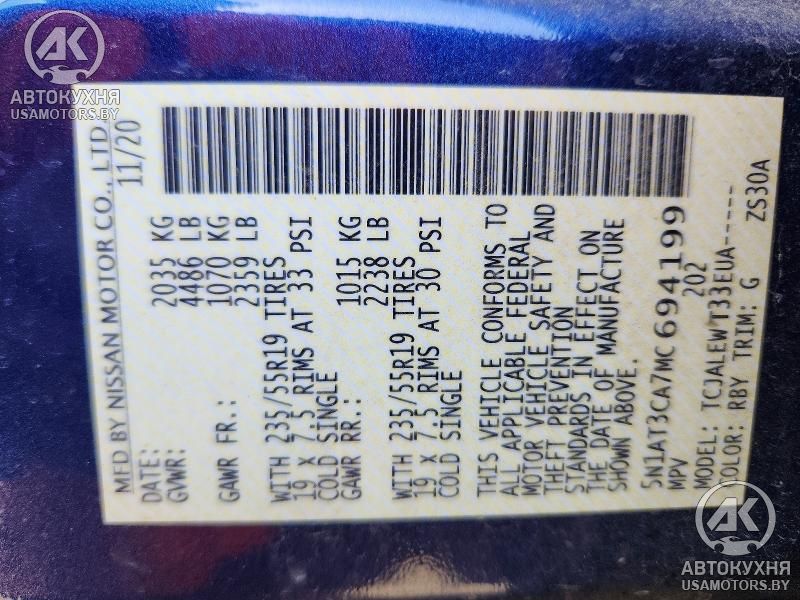 MFD BY NISSAN MOTOR CO., LTD.
DATE: 11/20
GVWR: 2035 KG
4486 LB
GAWR FR.: 1070 KG
2359 LB
WITH 235/55R19 TIRES
19 X 7.5 RIMS AT 33 PSI
COLD SINGLE
GAWR RR.: 1015 KG
2238 LB
WITH 235/55R19 TIRES
19 X 7.5 RIMS AT 30 PSI
COLD SINGLE
THIS VEHICLE CONFORMS TO
ALL APPLICABLE FEDERAL
MOTOR VEHICLE SAFETY AND
THEFT PREVENTION
STANDARDS IN EFFECT ON
THE DATE OF MANUFACTURE
SHOWN ABOVE.
5N1AT3CA7MC694199
MPV 202
MODEL: TCJALEW T33EUA-----
COLOR: RBY TRIM: G ZS30A
АК
АВТОКУХНЯ
USAMOTORS.BY
АК
АВТОКУХНЯ
USAMOTORS.BY